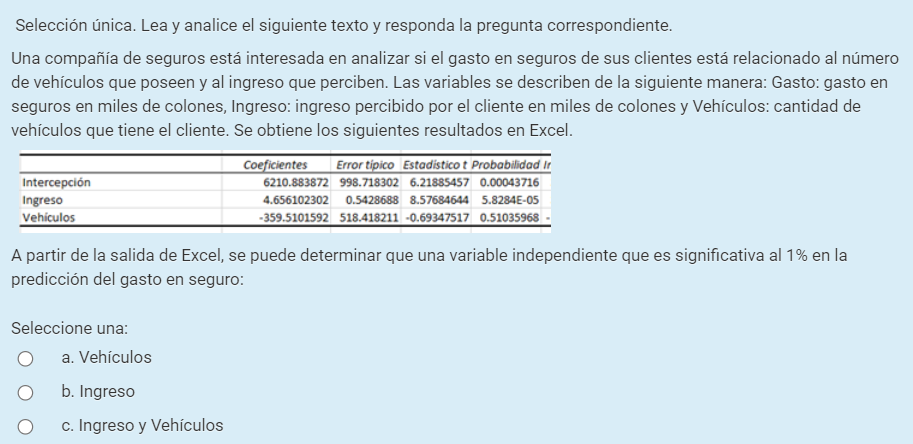 Selección única. Lea y analice el siguiente texto y responda la pregunta correspondiente.
Una compañía de seguros está interesada en analizar si el gasto en seguros de sus clientes está relacionado al número
de vehículos que poseen y al ingreso que perciben. Las variables se describen de la siguiente manera: Gasto: gasto en
seguros en miles de colones, Ingreso: ingreso percibido por el cliente en miles de colones y Vehículos: cantidad de
vehículos que tiene el cliente. Se obtiene los siguientes resultados en Excel.
Coeficientes Error típico Estadístico t Probabilidad
Intercepción 6210.883872 998.718302 6.21885457 0.00043716
Ingreso 4.656102302 0.5428688 8.57684644 5.8284E-05
Vehículos -359.5101592 518.418211 -0.69347517 0.51035968 -
A partir de la salida de Excel, se puede determinar que una variable independiente que es significativa al 1% en la
predicción del gasto en seguro:
Seleccione una:
a. Vehículos
b. Ingreso
c. Ingreso y Vehículos